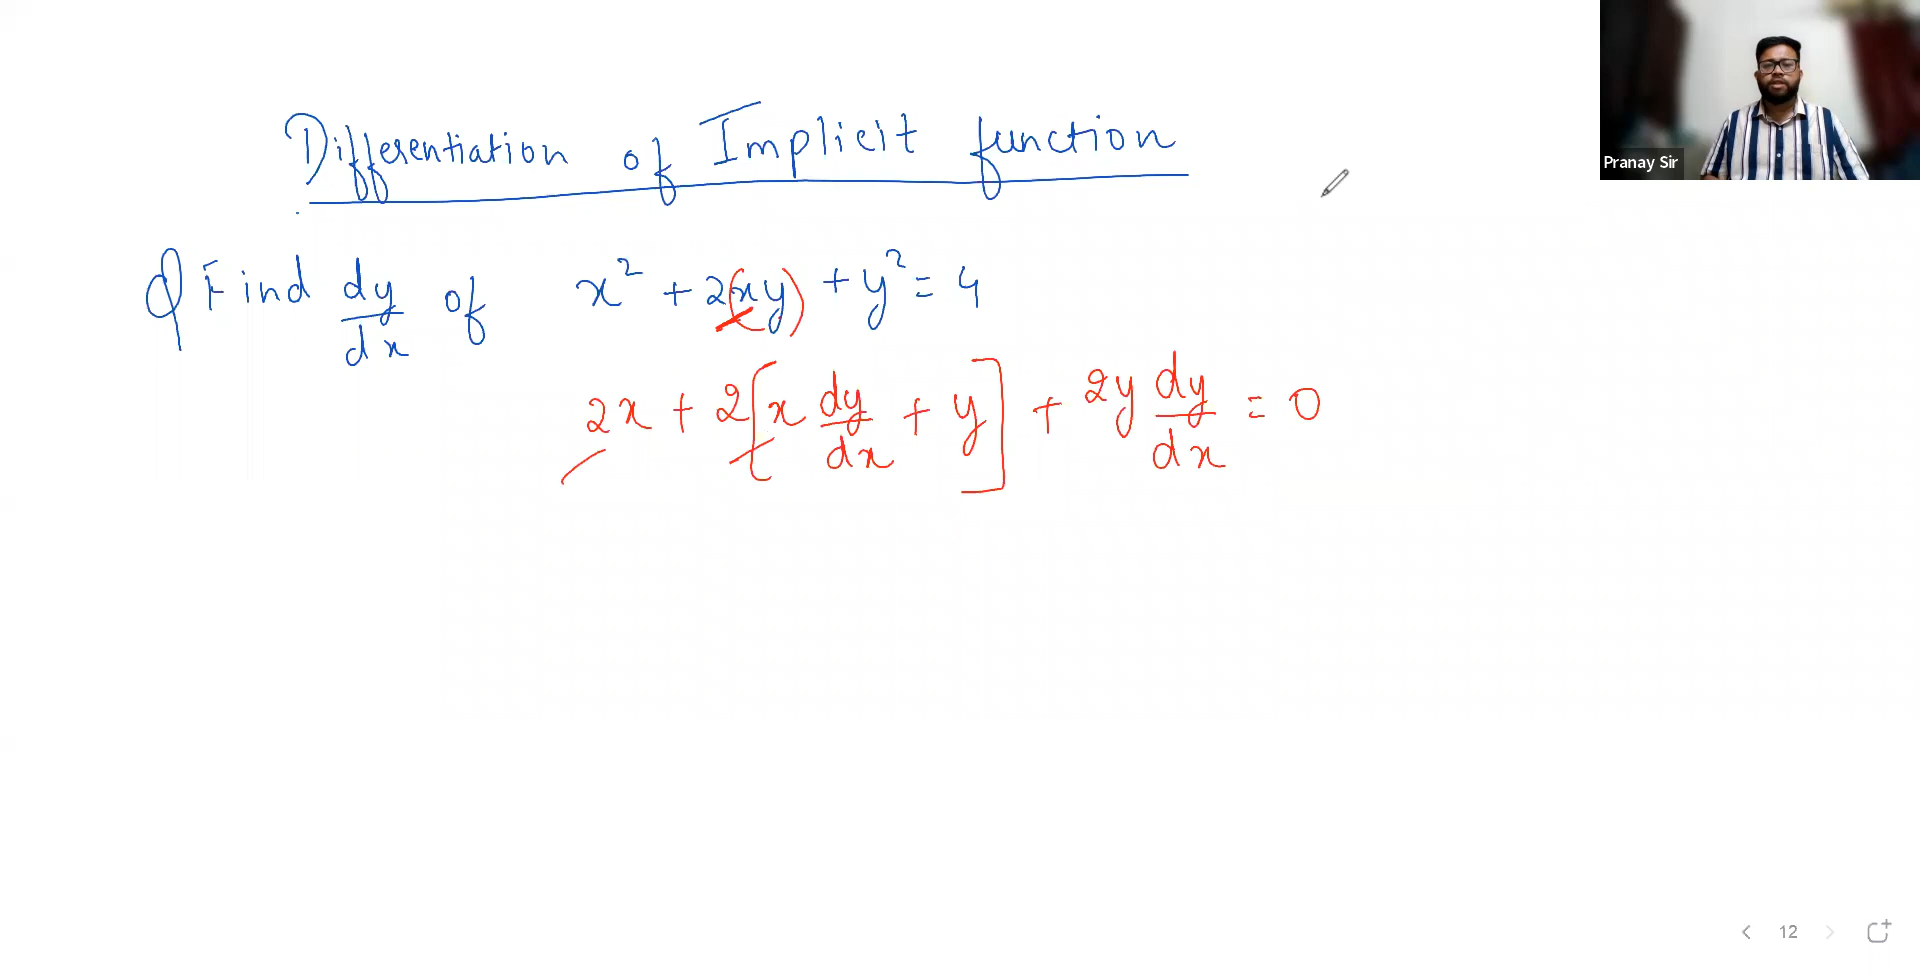 Differentiation of Implicit function
Pranay Sir
Q Find dy/dx of x² + 2(xy) + y² = 4
2x + 2[x dy/dx + y] + 2y dy/dx = 0
12